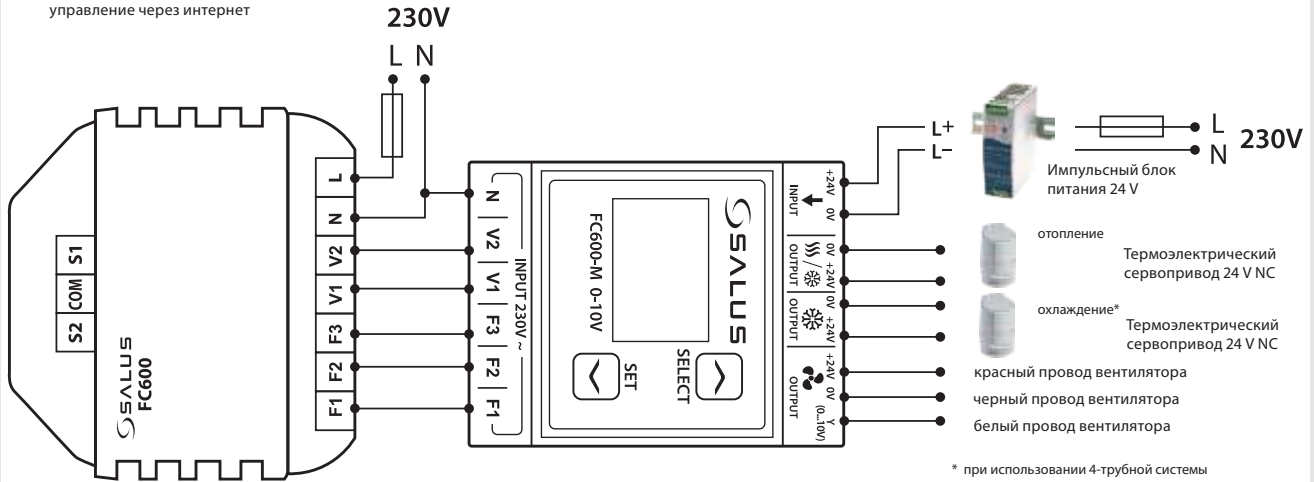 управление через интернет
230V
L N
S1
COM
S2
SALUS
FC600
L
N
V2
V1
F3
F2
F1
N
V2
V1
F3
F2
F1
INPUT 230V ~
FC600-M 0-10V
SALUS
SET
SELECT
INPUT
+24V 0V
OUTPUT
0V / +24V
OUTPUT
0V +24V
OUTPUT
+24V 0V Y
(0...10V)
L+
L–
L
N
230V
Импульсный блок
питания 24 V
отопление
Термоэлектрический
сервопривод 24 V NC
охлаждение*
Термоэлектрический
сервопривод 24 V NC
красный провод вентилятора
черный провод вентилятора
белый провод вентилятора
* при использовании 4-трубной системы